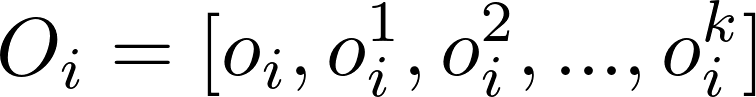 $O_i = [o_i, o_i^1, o_i^2, ..., o_i^k]$